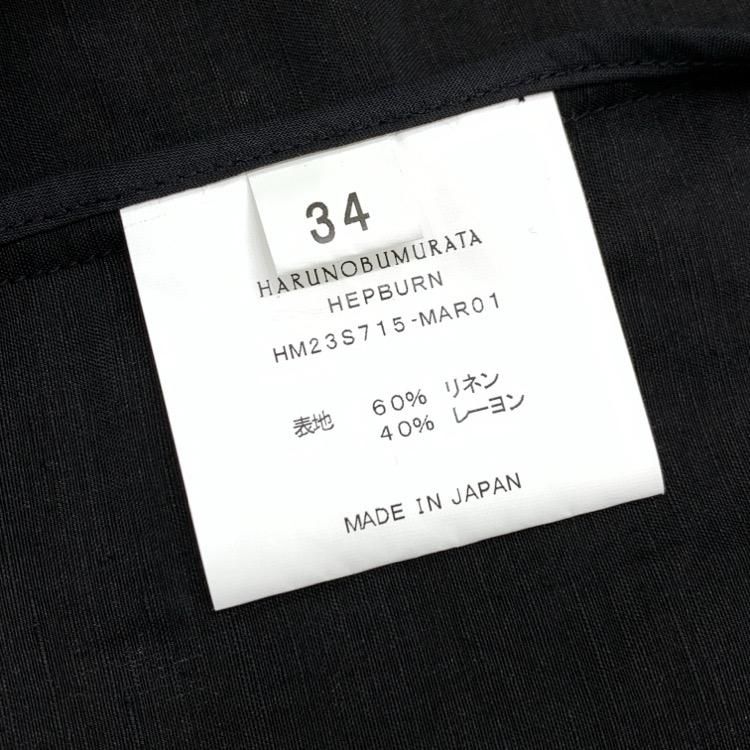 34
HARUNOBUMURATA
HEPBURN
HM23S715-MAR01
表地 60% リネン
40% レーヨン
MADE IN JAPAN